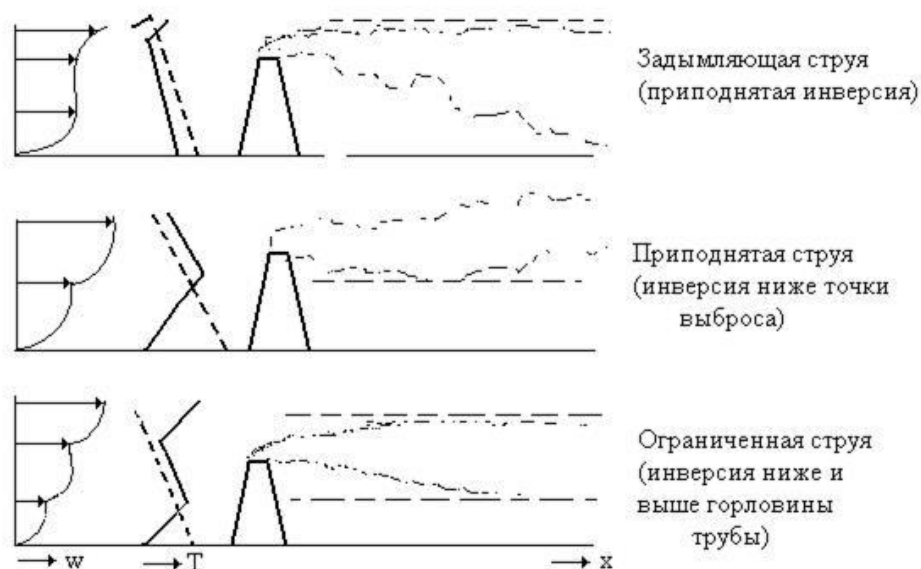 Задымляющая струя
(приподнятая инверсия)
Приподнятая струя
(инверсия ниже точки
выброса)
Ограниченная струя
(инверсия ниже и
выше горловины
трубы)
w
T
x